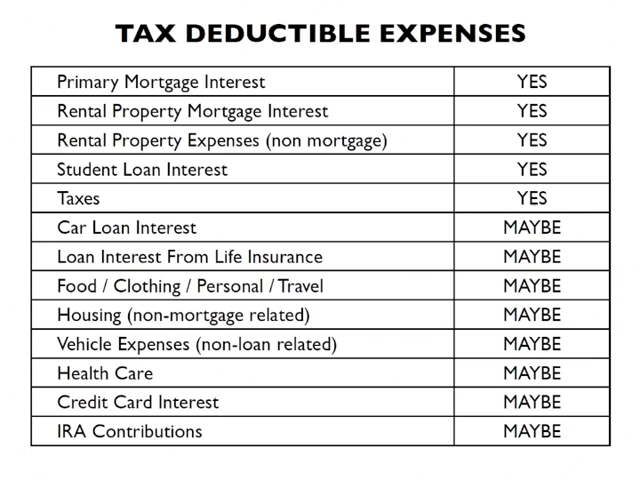 TAX DEDUCTIBLE EXPENSES
Primary Mortgage Interest YES
Rental Property Mortgage Interest YES
Rental Property Expenses (non mortgage) YES
Student Loan Interest YES
Taxes YES
Car Loan Interest MAYBE
Loan Interest From Life Insurance MAYBE
Food / Clothing / Personal / Travel MAYBE
Housing (non-mortgage related) MAYBE
Vehicle Expenses (non-loan related) MAYBE
Health Care MAYBE
Credit Card Interest MAYBE
IRA Contributions MAYBE